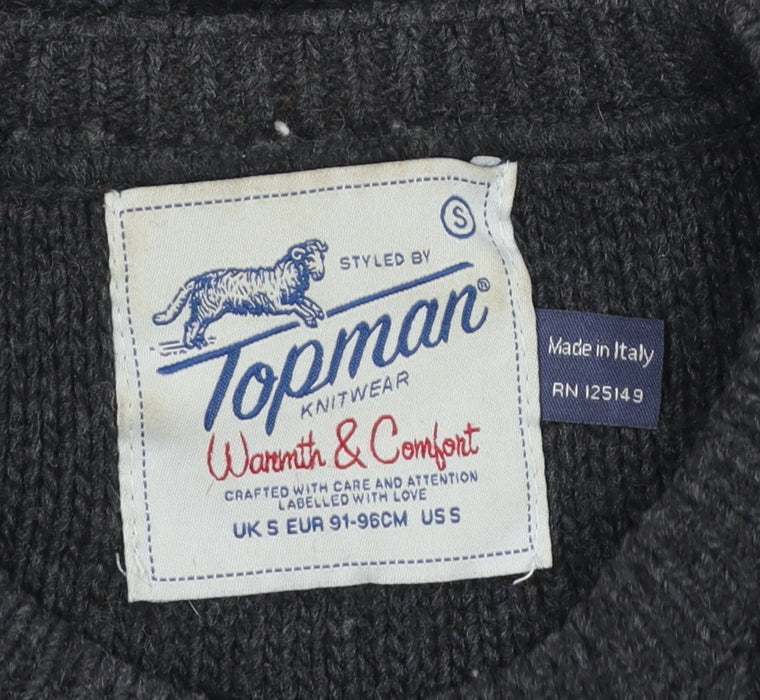 S
STYLED BY
Topman®
KNITWEAR
Warmth & Comfort
CRAFTED WITH CARE AND ATTENTION
LABELLED WITH LOVE
UK S EUR 91-96CM US S
Made in Italy
RN 125149